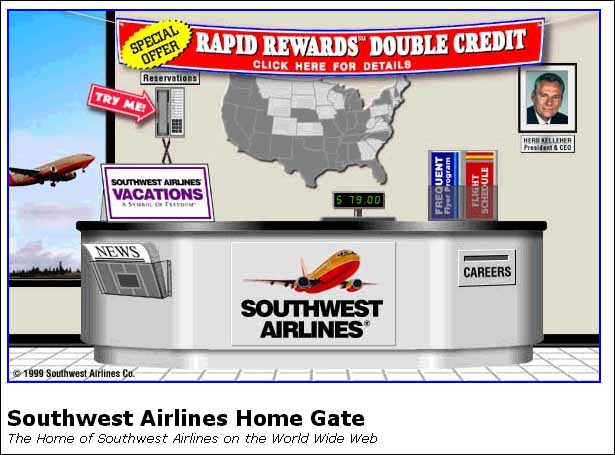 SPECIAL
OFFER
RAPID REWARDS℠ DOUBLE CREDIT
CLICK HERE FOR DETAILS
Reservations
TRY ME!
HERB KELLEHER
President & CEO
SOUTHWEST AIRLINES®
VACATIONS
A SYMBOL OF FREEDOM℠
$ 79.00
FREQUENT
Flyer Program
FLIGHT
SCHEDULE
NEWS
SOUTHWEST
AIRLINES®
CAREERS
© 1999 Southwest Airlines Co.
Southwest Airlines Home Gate
The Home of Southwest Airlines on the World Wide Web